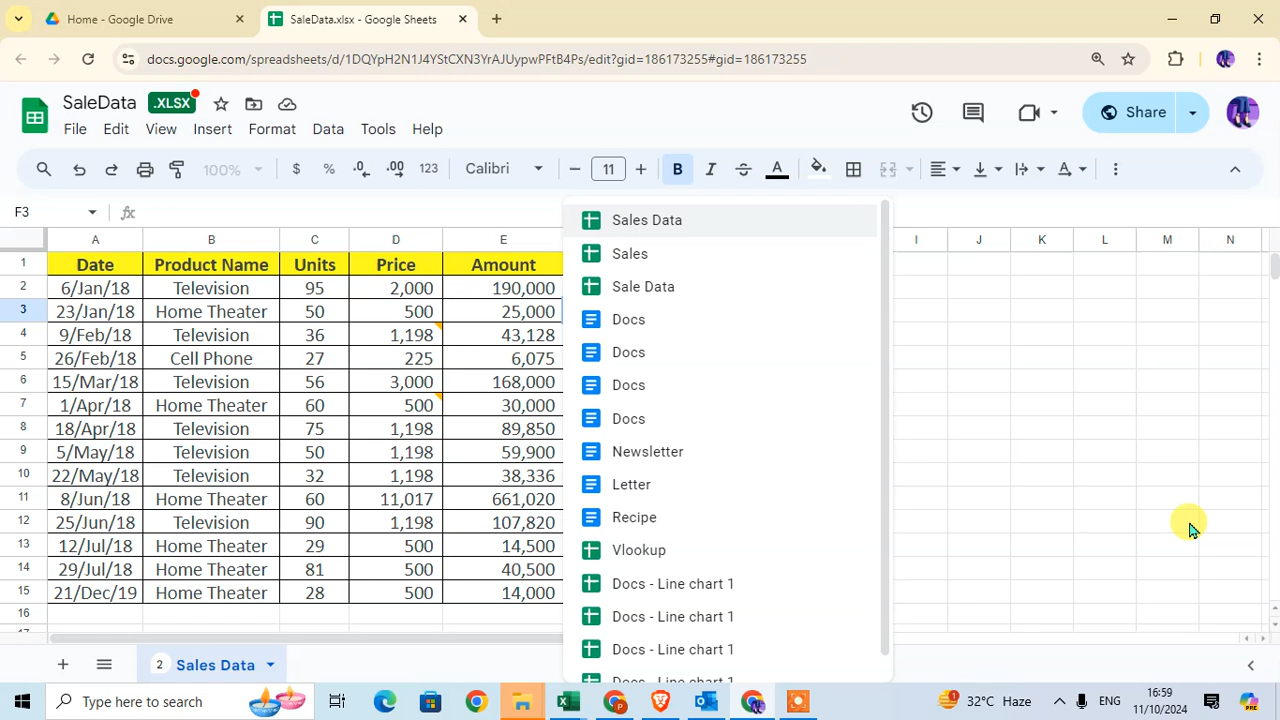 Home - Google Drive
SaleData.xlsx - Google Sheets
docs.google.com/spreadsheets/d/1DQYpH2N1J4YStCXN3YrAJUypwPFtB4Ps/edit?gid=186173255#gid=186173255
SaleData .XLSX
File Edit View Insert Format Data Tools Help
Share
100% $ % .0 .00 123 Calibri 11 B I A
F3 fx
A B C D E I J K L M N
1 Date Product Name Units Price Amount
2 6/Jan/18 Television 95 2,000 190,000
3 23/Jan/18 Home Theater 50 500 25,000
4 9/Feb/18 Television 36 1,198 43,128
5 26/Feb/18 Cell Phone 27 225 6,075
6 15/Mar/18 Television 56 3,000 168,000
7 1/Apr/18 Home Theater 60 500 30,000
8 18/Apr/18 Television 75 1,198 89,850
9 5/May/18 Television 50 1,198 59,900
10 22/May/18 Television 32 1,198 38,336
11 8/Jun/18 Home Theater 60 11,017 661,020
12 25/Jun/18 Television 90 1,198 107,820
13 12/Jul/18 Home Theater 29 500 14,500
14 29/Jul/18 Home Theater 81 500 40,500
15 21/Dec/19 Home Theater 28 500 14,000
16
Sales Data
Sales
Sale Data
Docs
Docs
Docs
Docs
Newsletter
Letter
Recipe
Vlookup
Docs - Line chart 1
Docs - Line chart 1
Docs - Line chart 1
Docs - Line chart 1
2 Sales Data
Type here to search
32°C Haze
ENG
16:59
11/10/2024